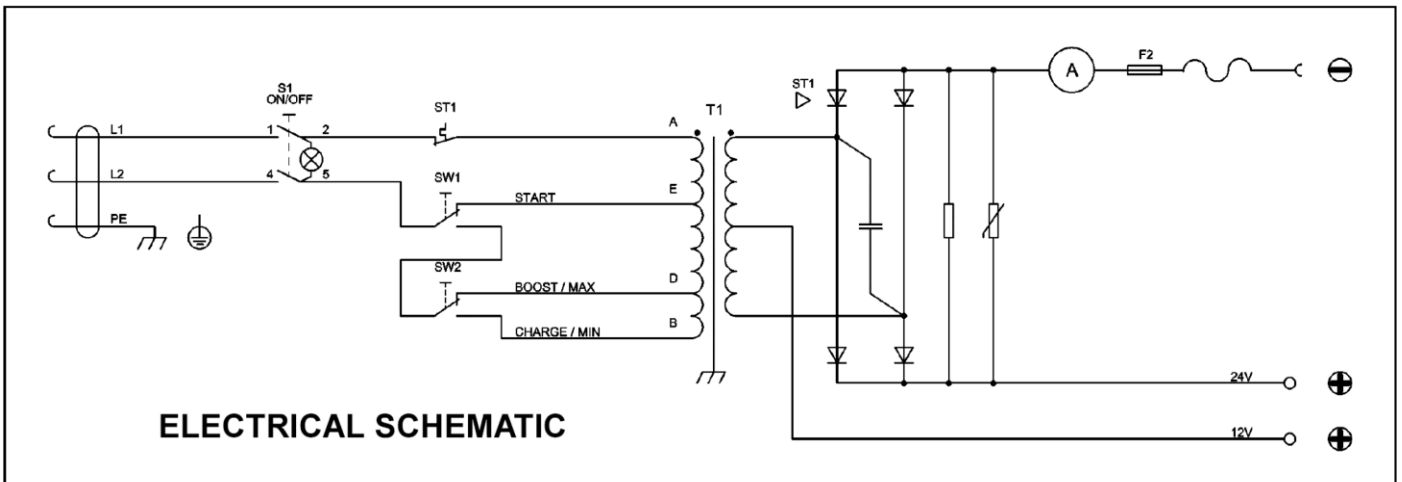 F2
A
ST1
S1
ON/OFF
ST1
T1
L1
1
2
A
L2
4
5
SW1
E
START
PE
SW2
D
BOOST / MAX
B
CHARGE / MIN
24V
12V
ELECTRICAL SCHEMATIC